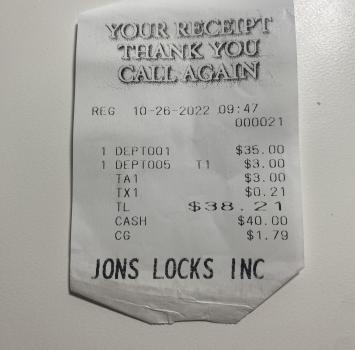 YOUR RECEIPT
THANK YOU
CALL AGAIN
REG 10-26-2022 09:47
000021
1 DEPT001 $35.00
1 DEPT005 T1 $3.00
TA1 $3.00
TX1 $0.21
TL $38.21
CASH $40.00
CG $1.79
JONS LOCKS INC